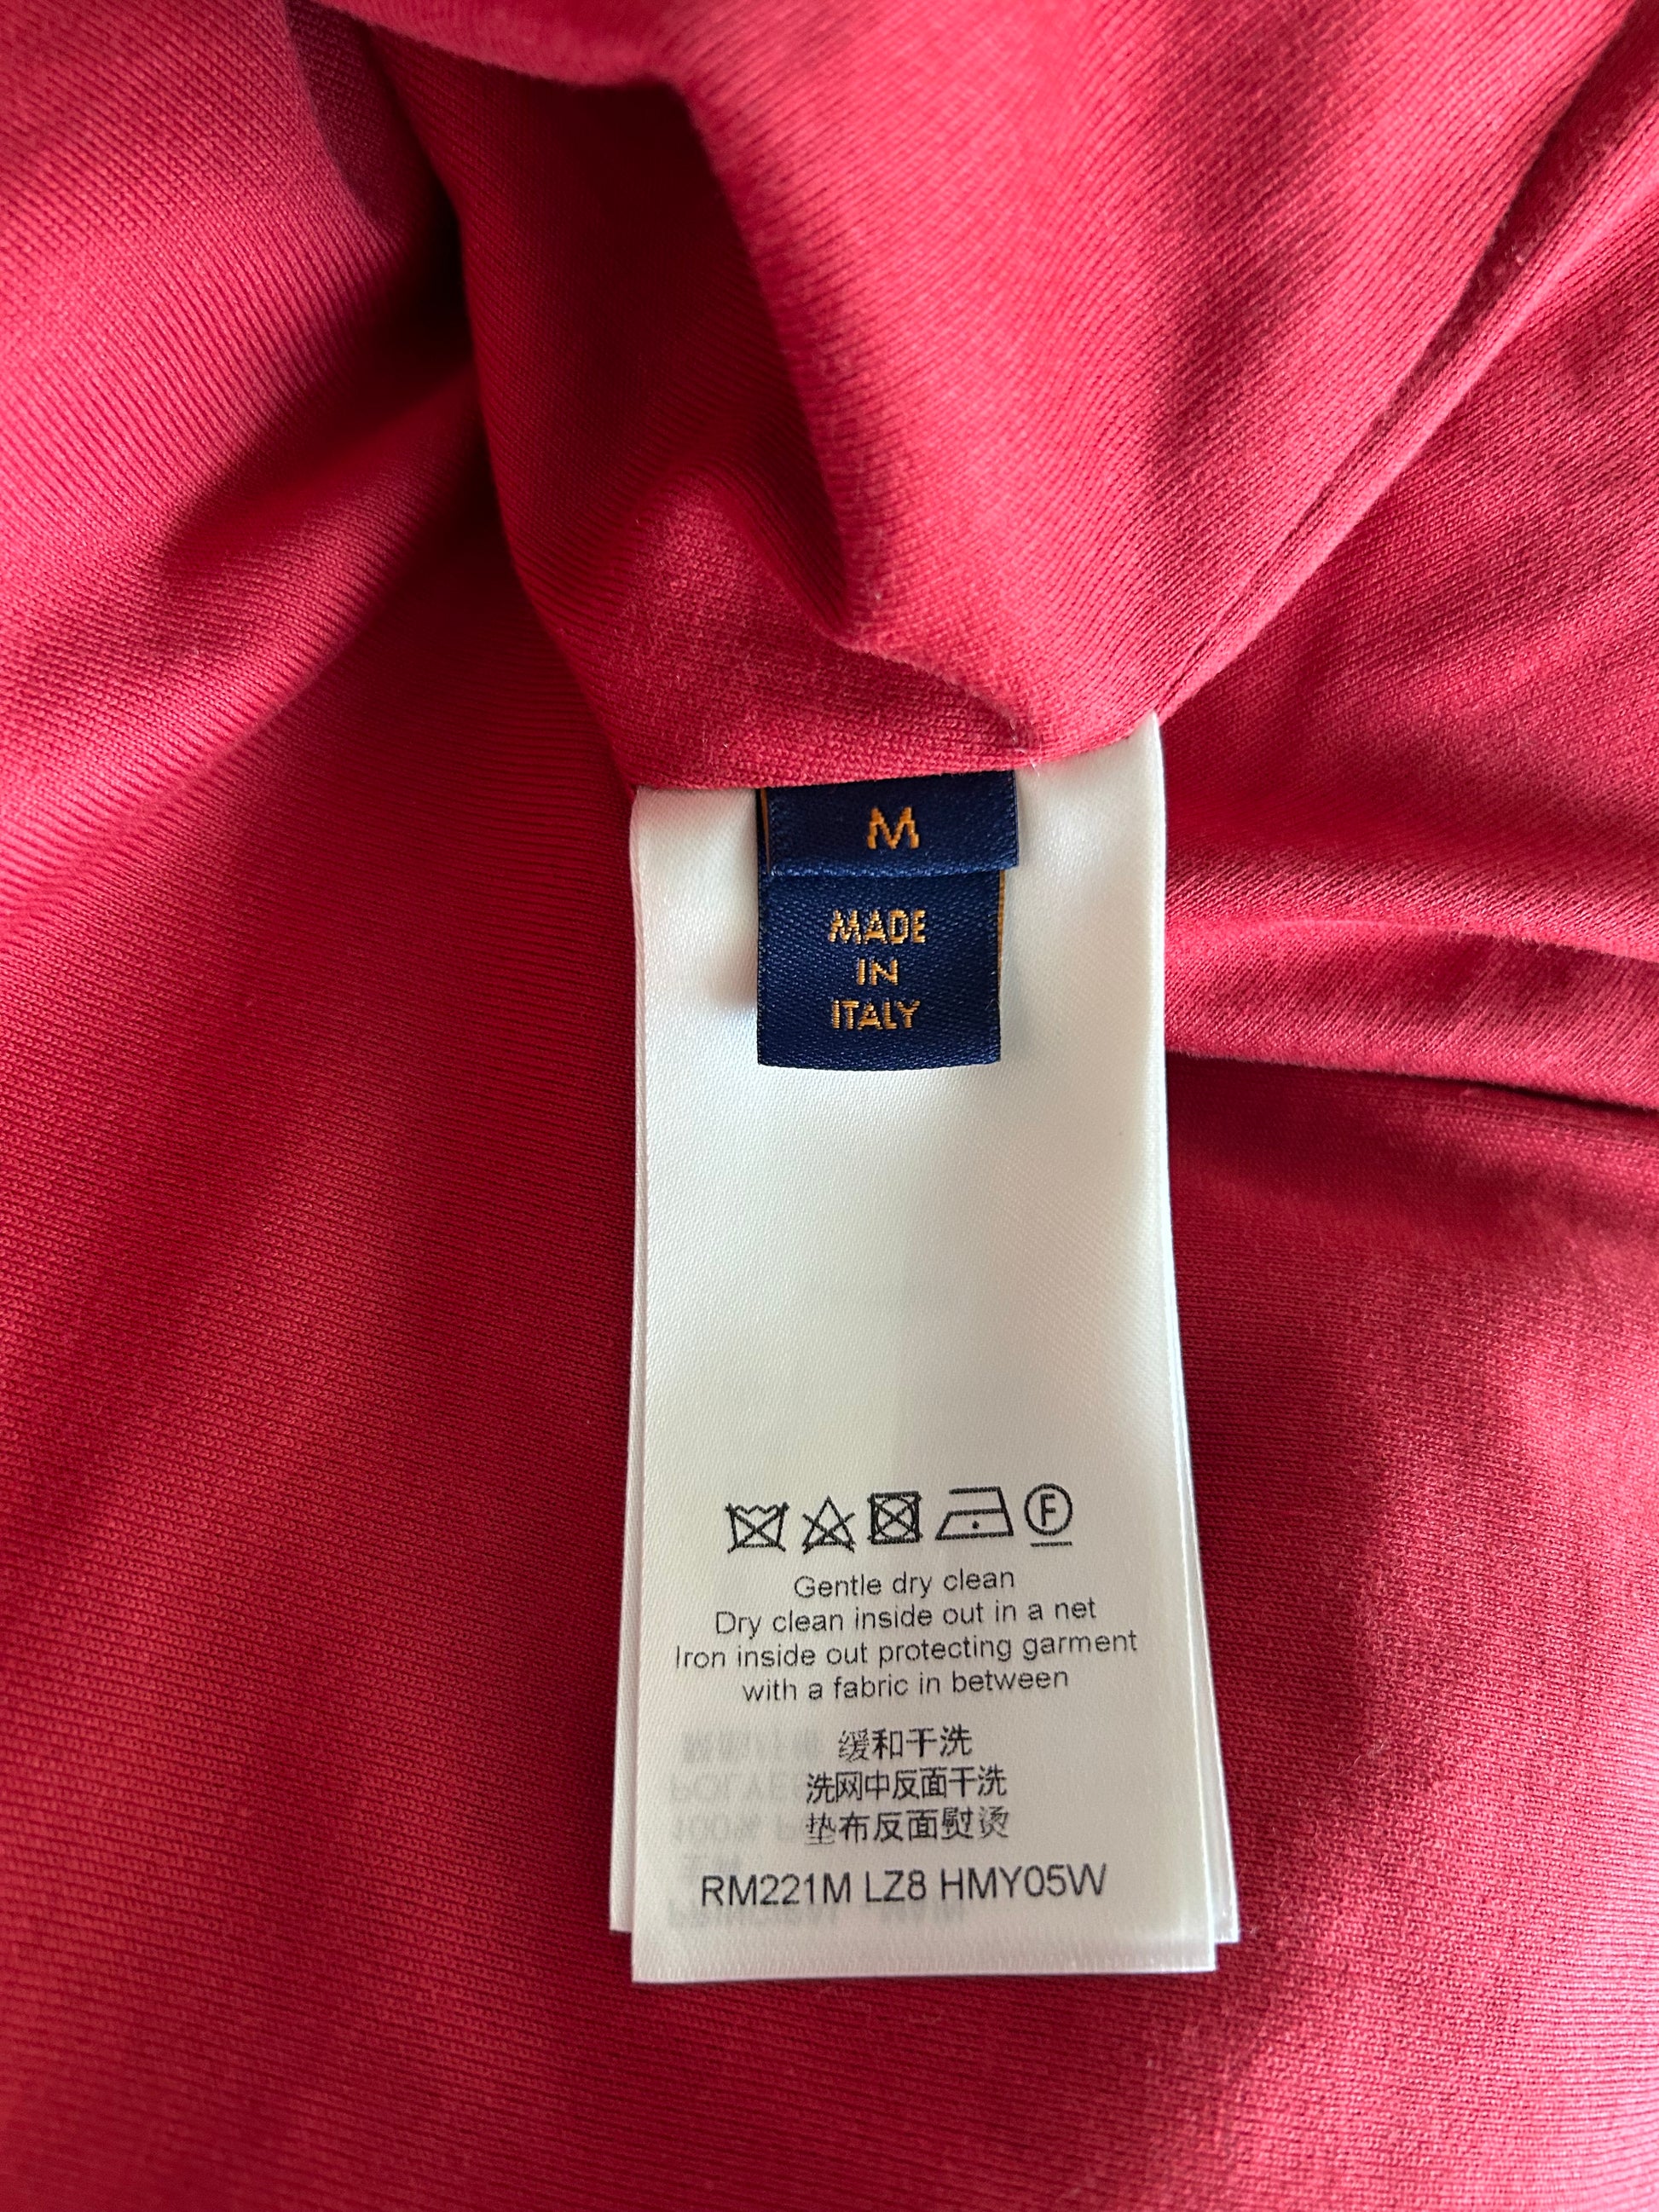 M
MADE
IN
ITALY
F
Gentle dry clean
Dry clean inside out in a net
Iron inside out protecting garment
with a fabric in between
缓和干洗
洗网中反面干洗
垫布反面熨烫
RM221M LZ8 HMY05W